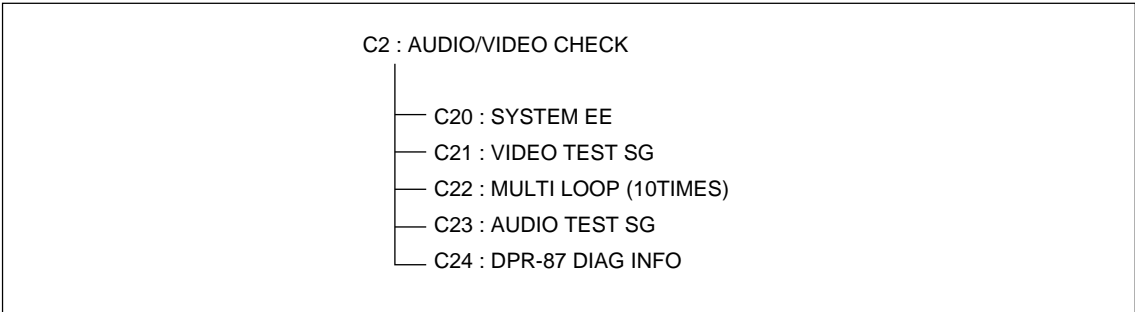 C2 : AUDIO/VIDEO CHECK
C20 : SYSTEM EE
C21 : VIDEO TEST SG
C22 : MULTI LOOP (10TIMES)
C23 : AUDIO TEST SG
C24 : DPR-87 DIAG INFO